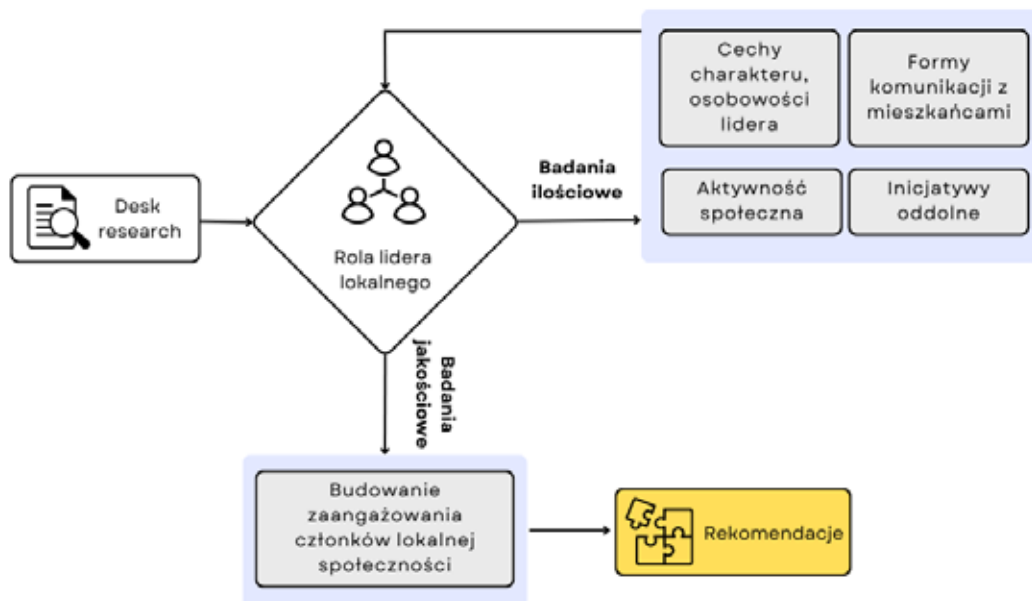 Desk
research
Rola lidera
lokalnego
Badania
ilościowe
Cechy
charakteru,
osobowości
lidera
Formy
komunikacji z
mieszkańcami
Aktywność
społeczna
Inicjatywy
oddolne
Badania
jakościowe
Budowanie
zaangażowania
członków lokalnej
społeczności
Rekomendacje